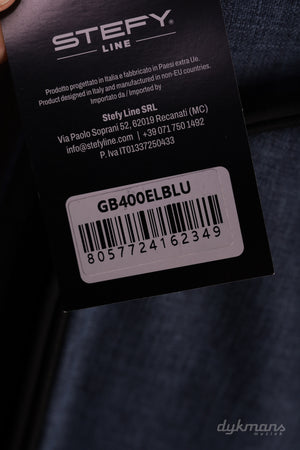 STEFY
LINE
Prodotto progettato in Italia e fabbricato in Paesi extra Ue.
Product designed in Italy and manufactured in non-EU countries.
Importato da / Imported by
Stefy Line SRL
Via Paolo Soprani 52, 62019 Recanati (MC)
info@stefyline.com | +39 071 750 1492
P. Iva IT01337250433
GB400ELBLU
8057724162349
dykmans
muziek